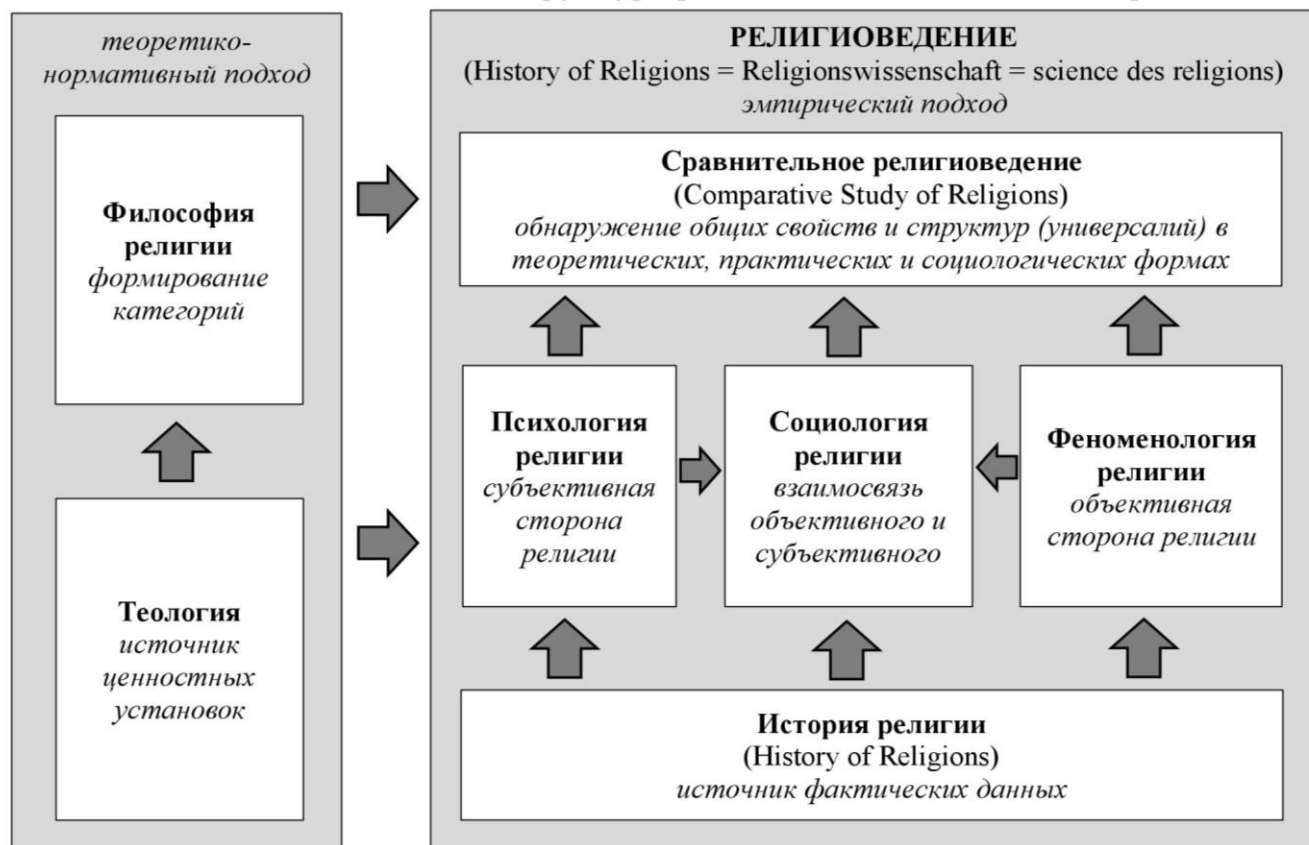 теоретико-
нормативный подход
Философия
религии
формирование
категорий
Теология
источник
ценностных
установок
РЕЛИГИОВЕДЕНИЕ
(History of Religions = Religionswissenschaft = science des religions)
эмпирический подход
Сравнительное религиоведение
(Comparative Study of Religions)
обнаружение общих свойств и структур (универсалий) в
теоретических, практических и социологических формах
Психология
религии
субъективная
сторона
религии
Социология
религии
взаимосвязь
объективного и
субъективного
Феноменология
религии
объективная
сторона религии
История религии
(History of Religions)
источник фактических данных